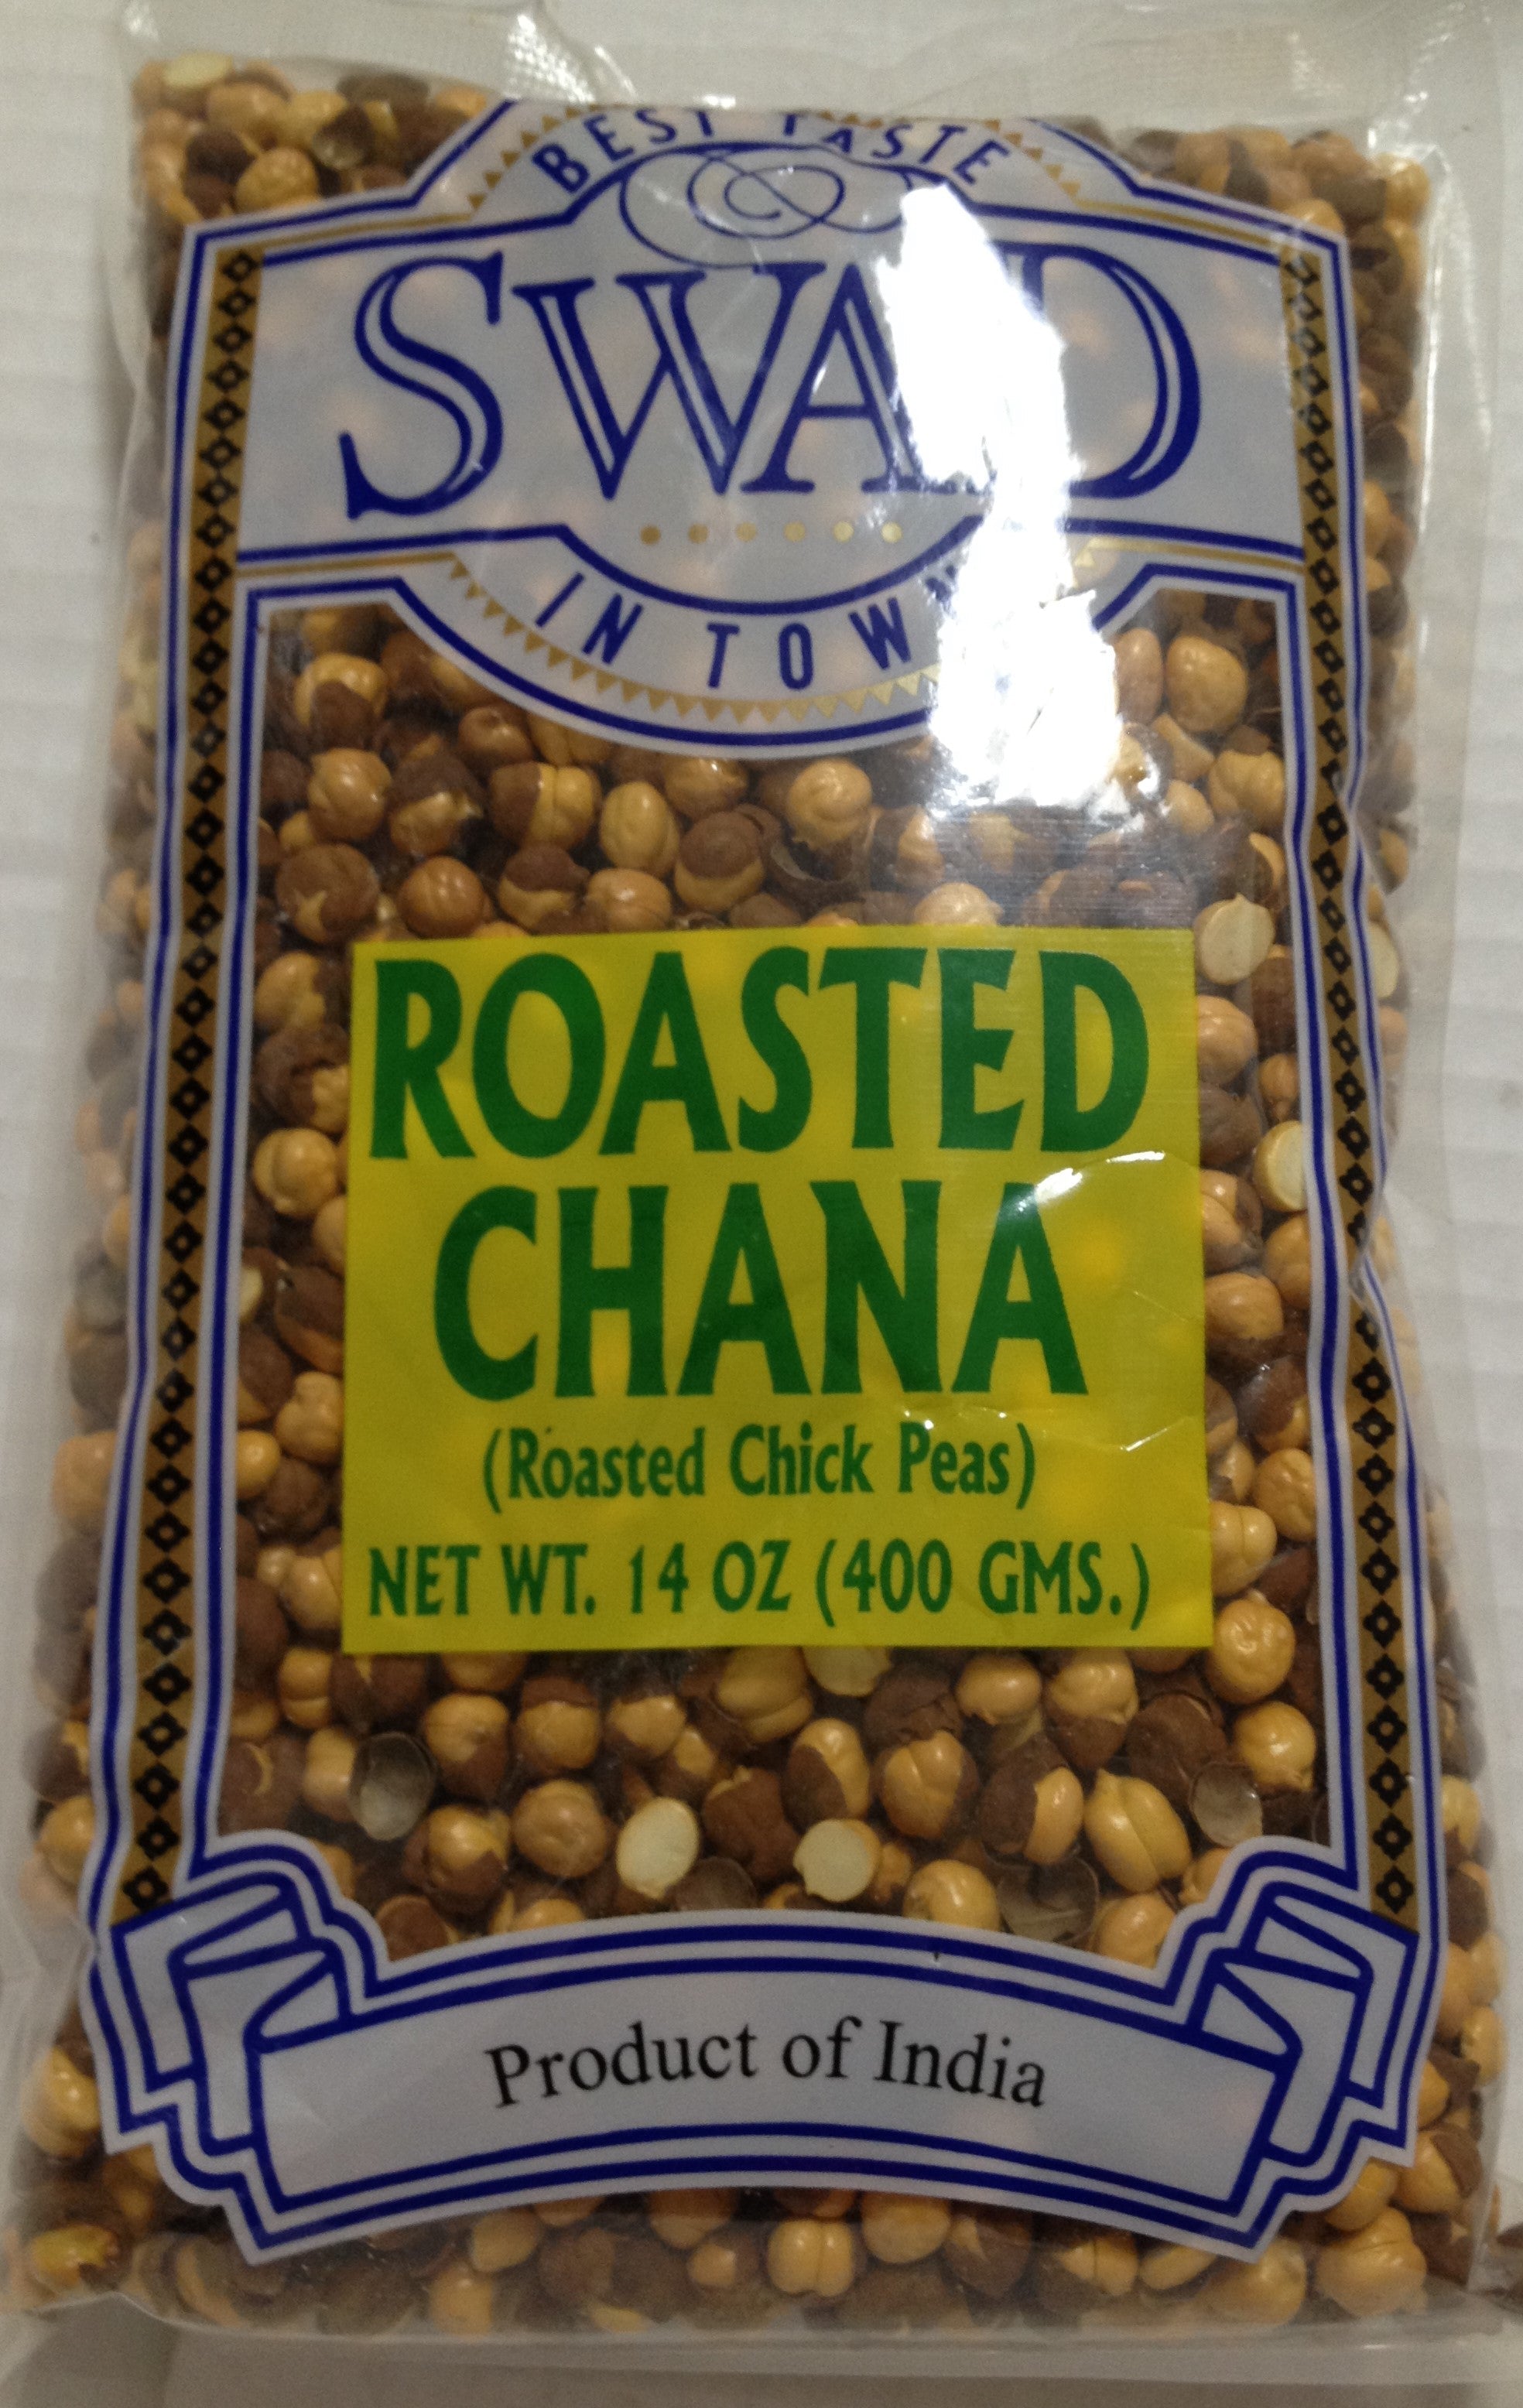 BEST TASTE
SWAD
IN TOWN
ROASTED
CHANA
(Roasted Chick Peas)
NET WT. 14 OZ (400 GMS.)
Product of India